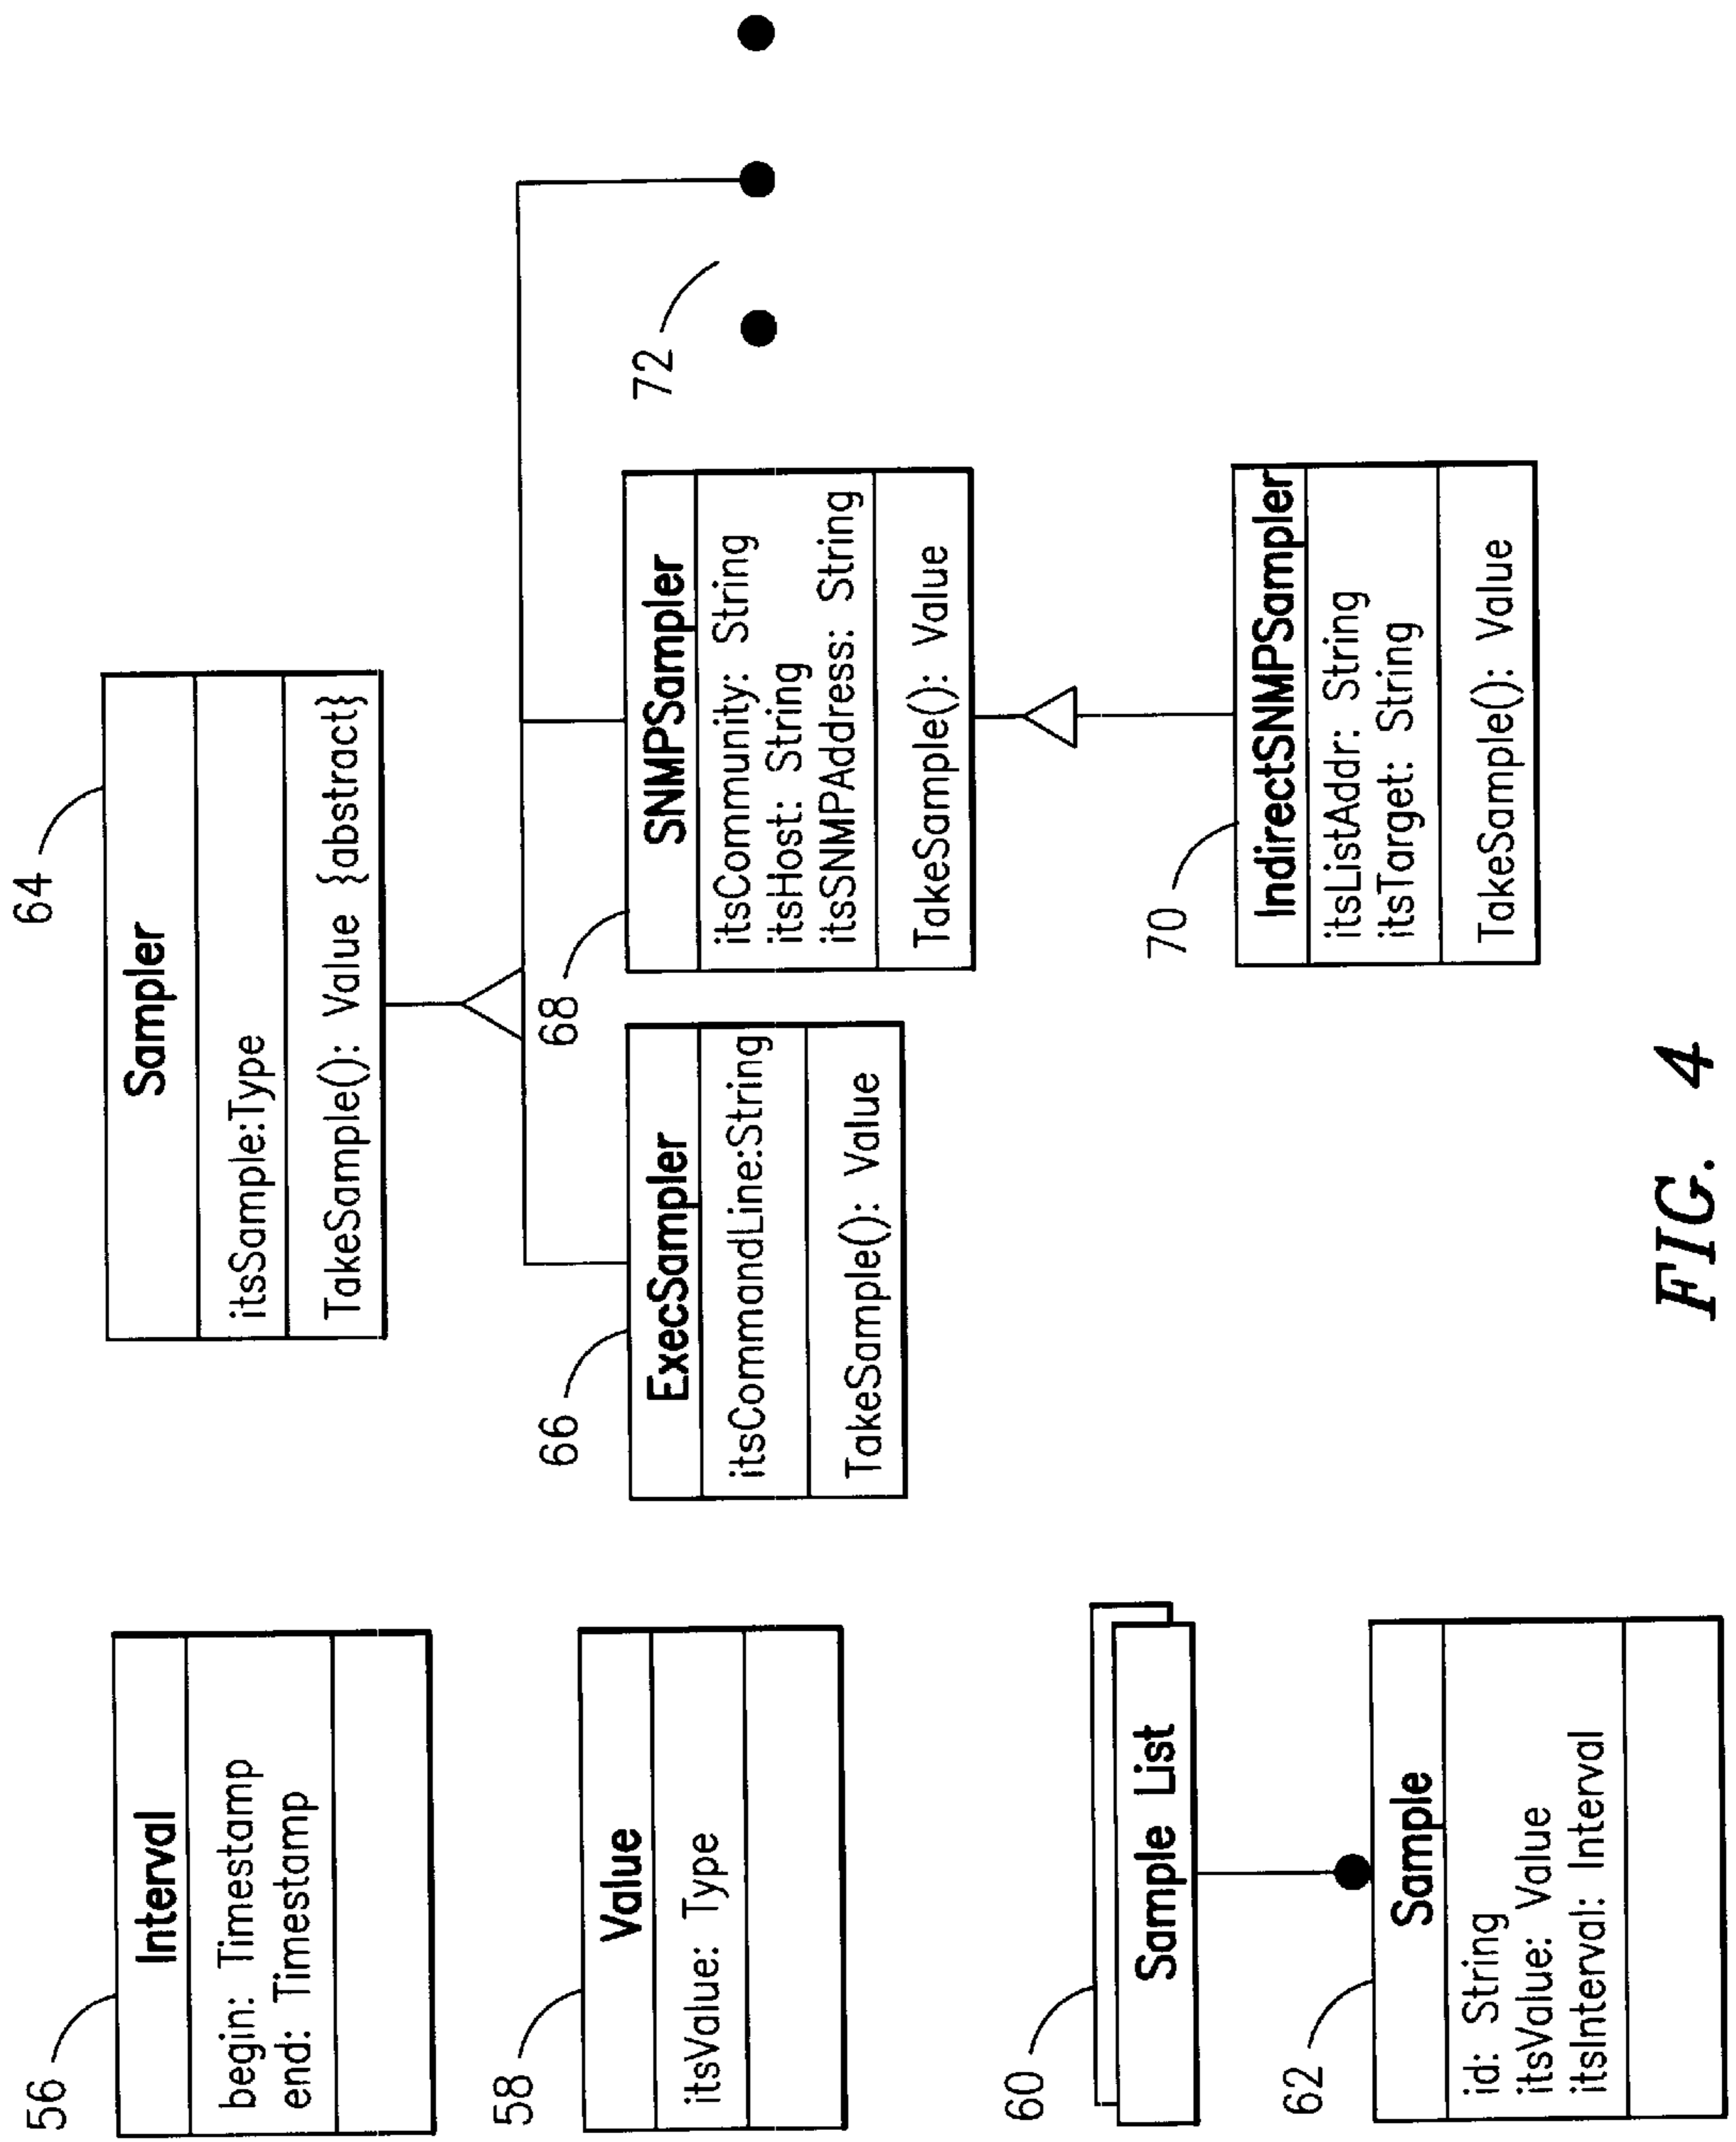 56
Interval
begin: Timestamp
end: Timestamp
58
Value
itsValue: Type
60
Sample List
62
Sample
id: String
itsValue: Value
itsInterval: Interval
64
Sampler
itsSample:Type
TakeSample(): Value {abstract}
66
ExecSampler
itsCommandLine:String
TakeSample(): Value
68
SNMPSampler
itsCommunity: String
itsHost: String
itsSNMPAddress: String
TakeSample(): Value
72
70
IndirectSNMPSampler
itsListAddr: String
itsTarget: String
TakeSample(): Value
FIG. 4